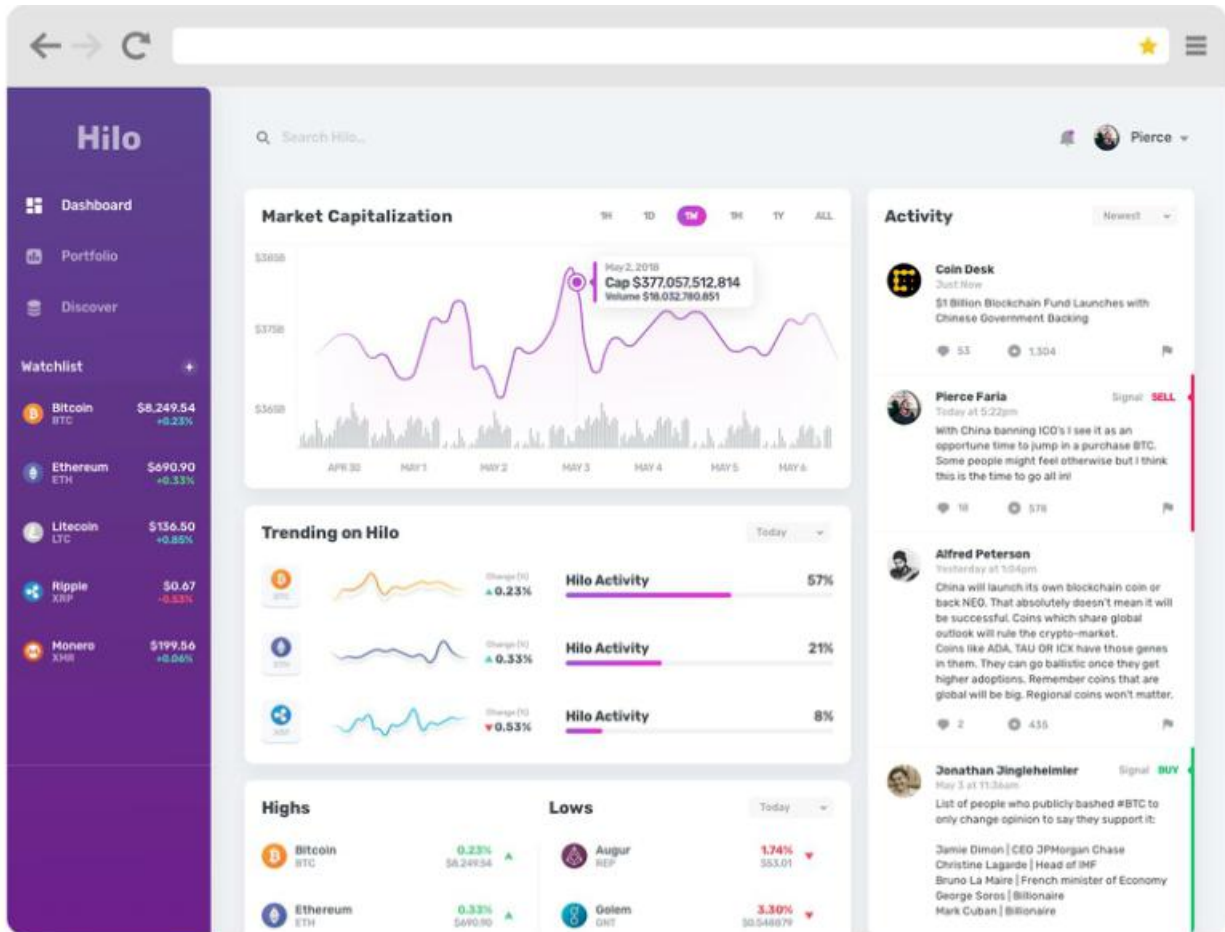 Hilo
Dashboard
Portfolio
Discover
Watchlist +
Bitcoin $8,249.54
BTC +0.23%
Ethereum $690.90
ETH +0.33%
Litecoin $136.50
LTC +0.85%
Ripple $0.67
XRP -0.53%
Monero $199.56
XMR +0.06%
Search Hilo...
Pierce
Market Capitalization
1H 1D 1W 1M 1Y ALL
$385B
$375B
$365B
May 2, 2018
Cap $377,057,512,814
Volume $18,032,780,851
APR 30 MAY 1 MAY 2 MAY 3 MAY 4 MAY 5 MAY 6
Trending on Hilo
Today
BTC
Change (%)
0.23%
Hilo Activity 57%
ETH
0.33%
Hilo Activity 21%
XRP
Change (%)
0.53%
Hilo Activity 8%
Highs
Bitcoin 0.23%
BTC $8,249.54
Ethereum 0.33%
ETH $690.90
Lows
Today
Augur 1.74%
REP $53.01
Golem 3.30%
GNT $0.548879
Activity
Newest
Coin Desk
Just Now
$1 Billion Blockchain Fund Launches with
Chinese Government Backing
53 1,304
Pierce Faria Signal SELL
Today at 5:22pm
With China banning ICO's I see it as an
opportune time to jump in a purchase BTC.
Some people might feel otherwise but I think
this is the time to go all in!
18 578
Alfred Peterson
Yesterday at 1:04pm
China will launch its own blockchain coin or
back NEO. That absolutely doesn't mean it will
be successful. Coins which share global
outlook will rule the crypto-market.
Coins like ADA, TAU OR ICX have those genes
in them. They can go ballistic once they get
higher adoptions. Remember coins that are
global will be big. Regional coins won't matter.
2 435
Jonathan Jingleheimler Signal BUY
May 3 at 11:36am
List of people who publicly bashed #BTC to
only change opinion to say they support it:
Jamie Dimon | CEO JPMorgan Chase
Christine Lagarde | Head of IMF
Bruno La Maire | French minister of Economy
George Soros | Billionaire
Mark Cuban | Billionaire